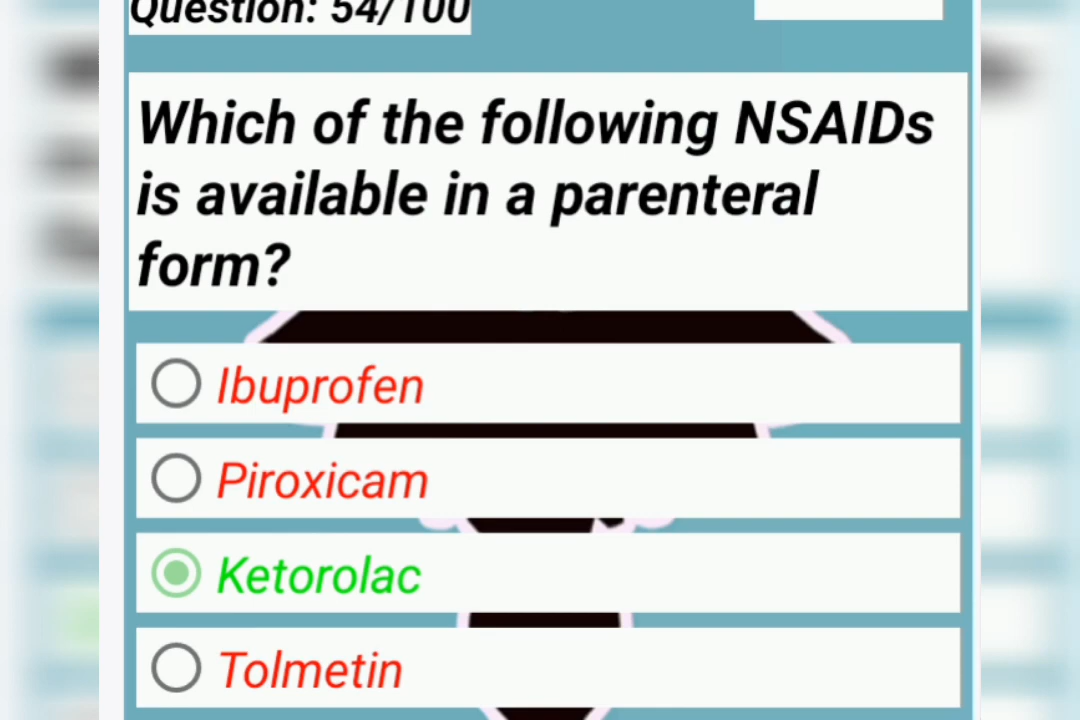 Question: 54/100
Which of the following NSAIDs
is available in a parenteral
form?
Ibuprofen
Piroxicam
Ketorolac
Tolmetin